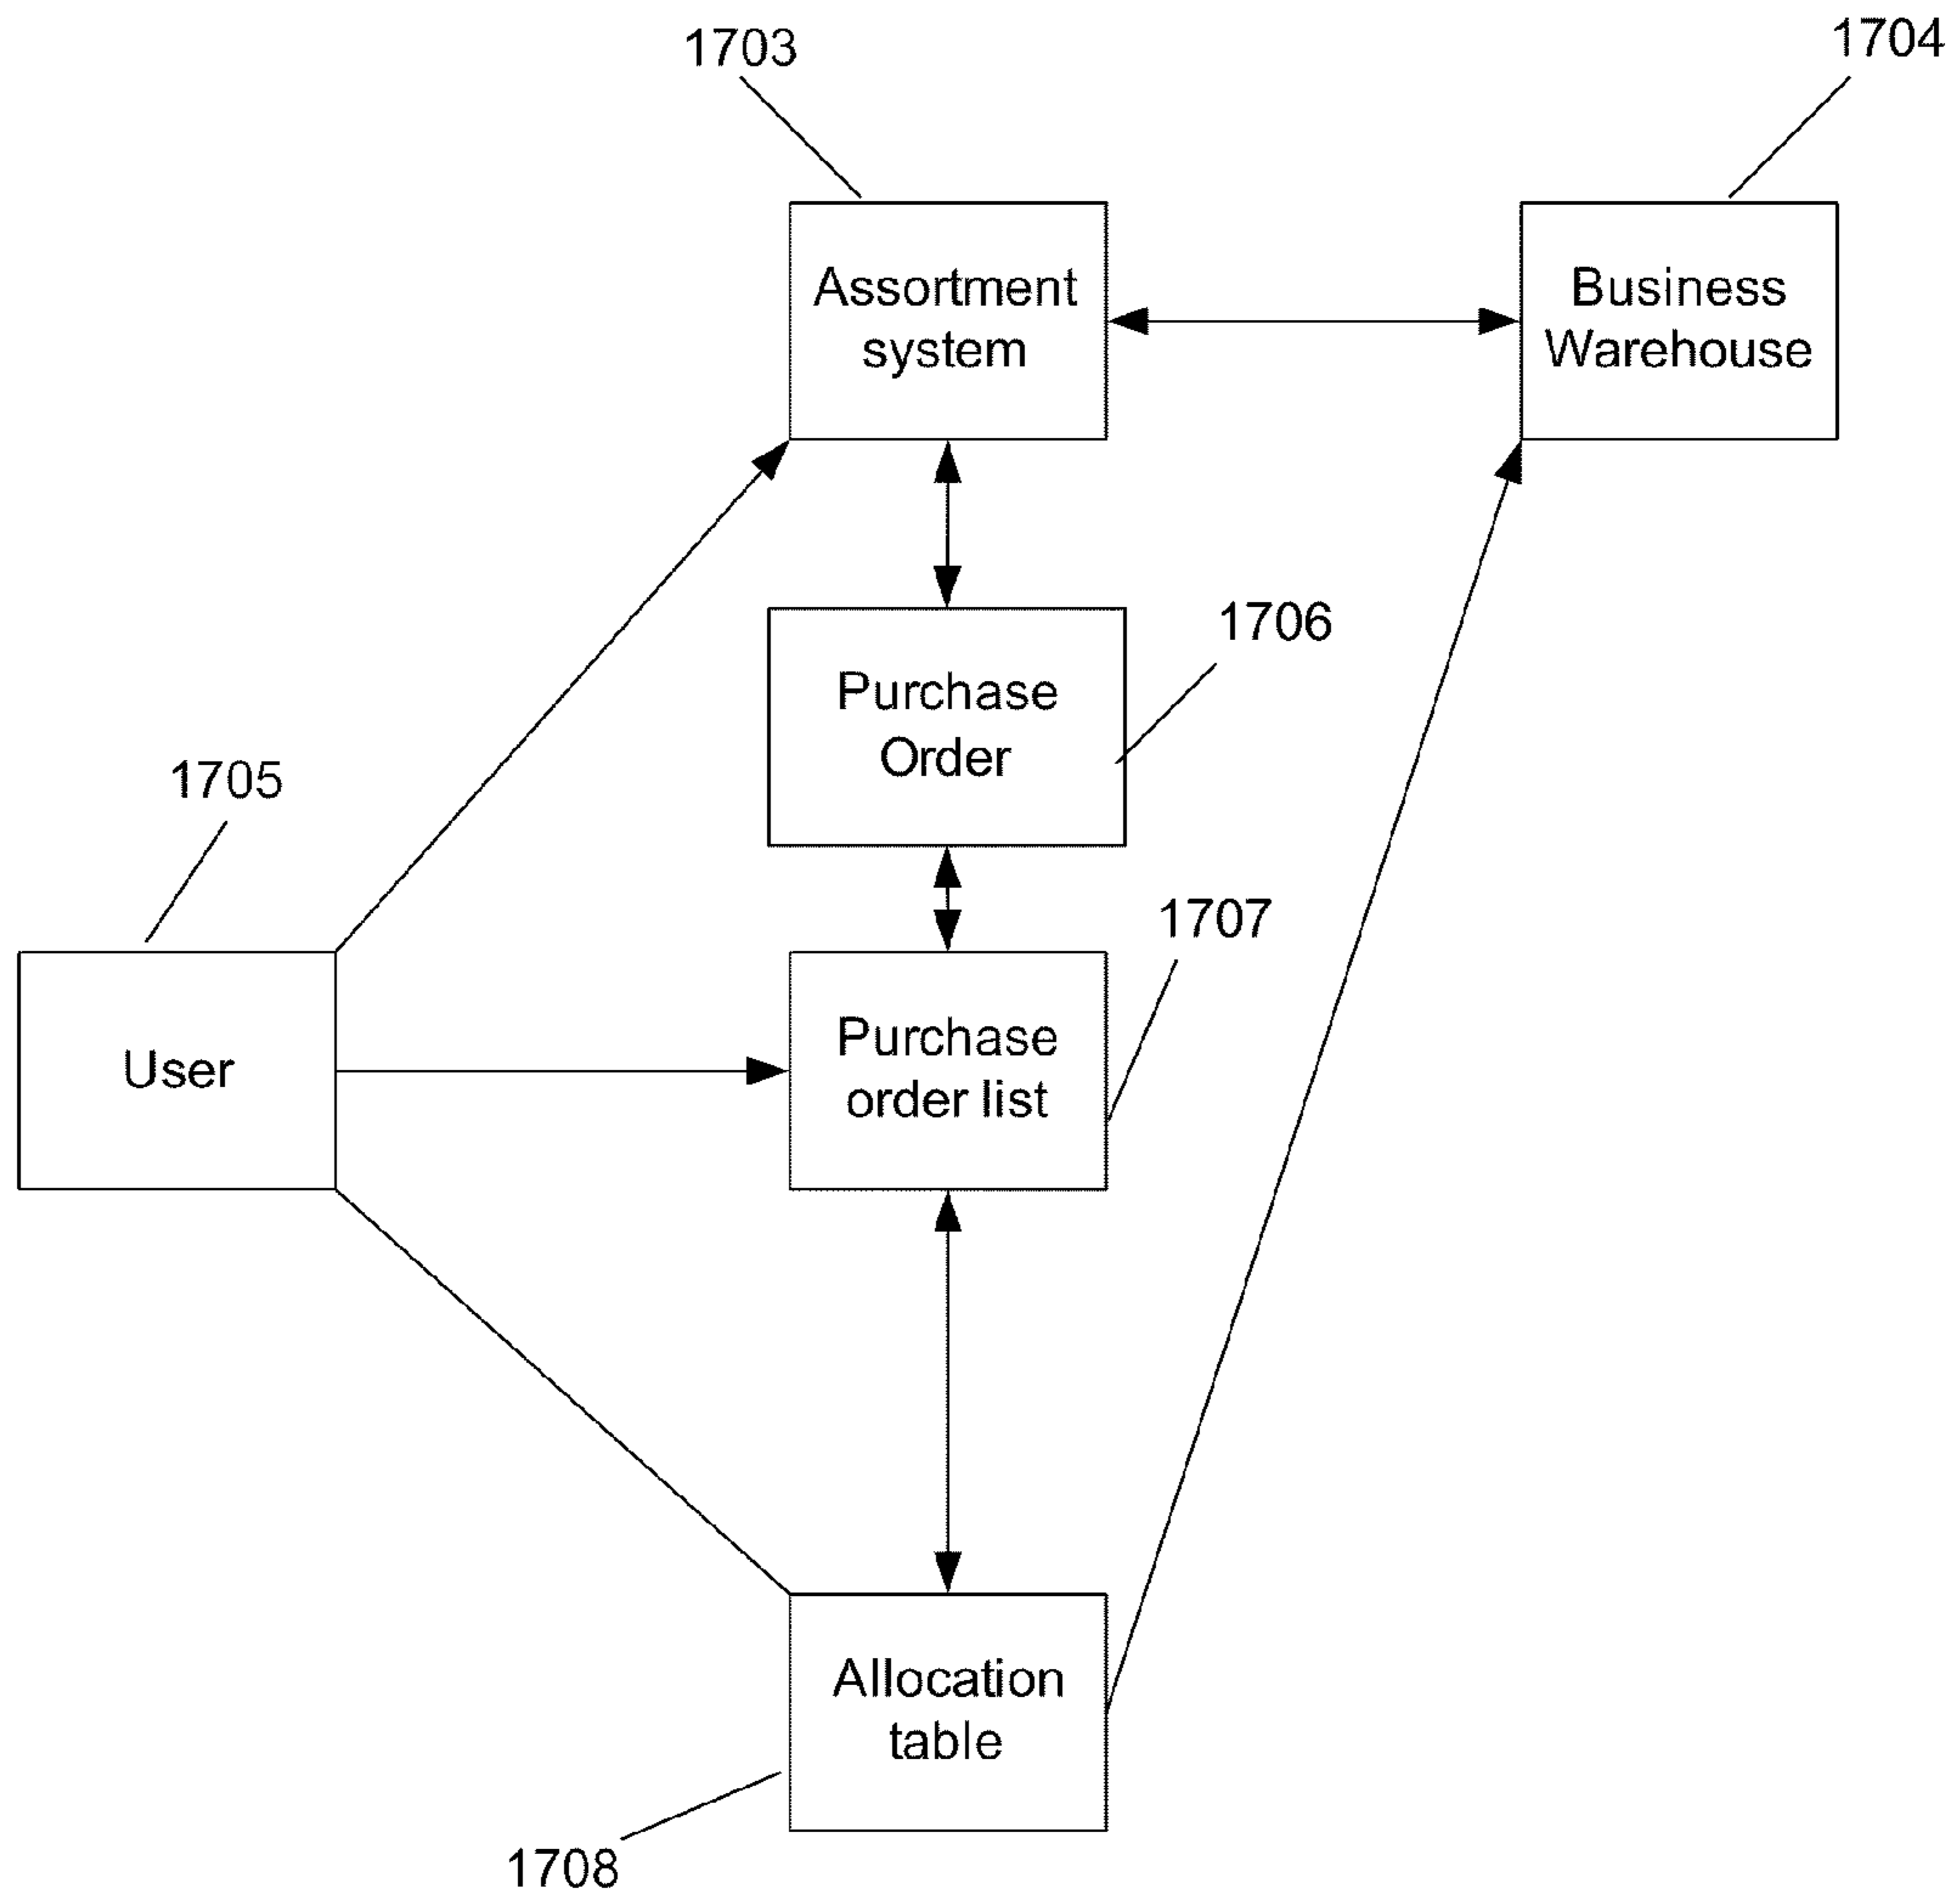 1703
1704
Assortment
system
Business
Warehouse
1706
Purchase
Order
1705
1707
User
Purchase
order list
Allocation
table
1708